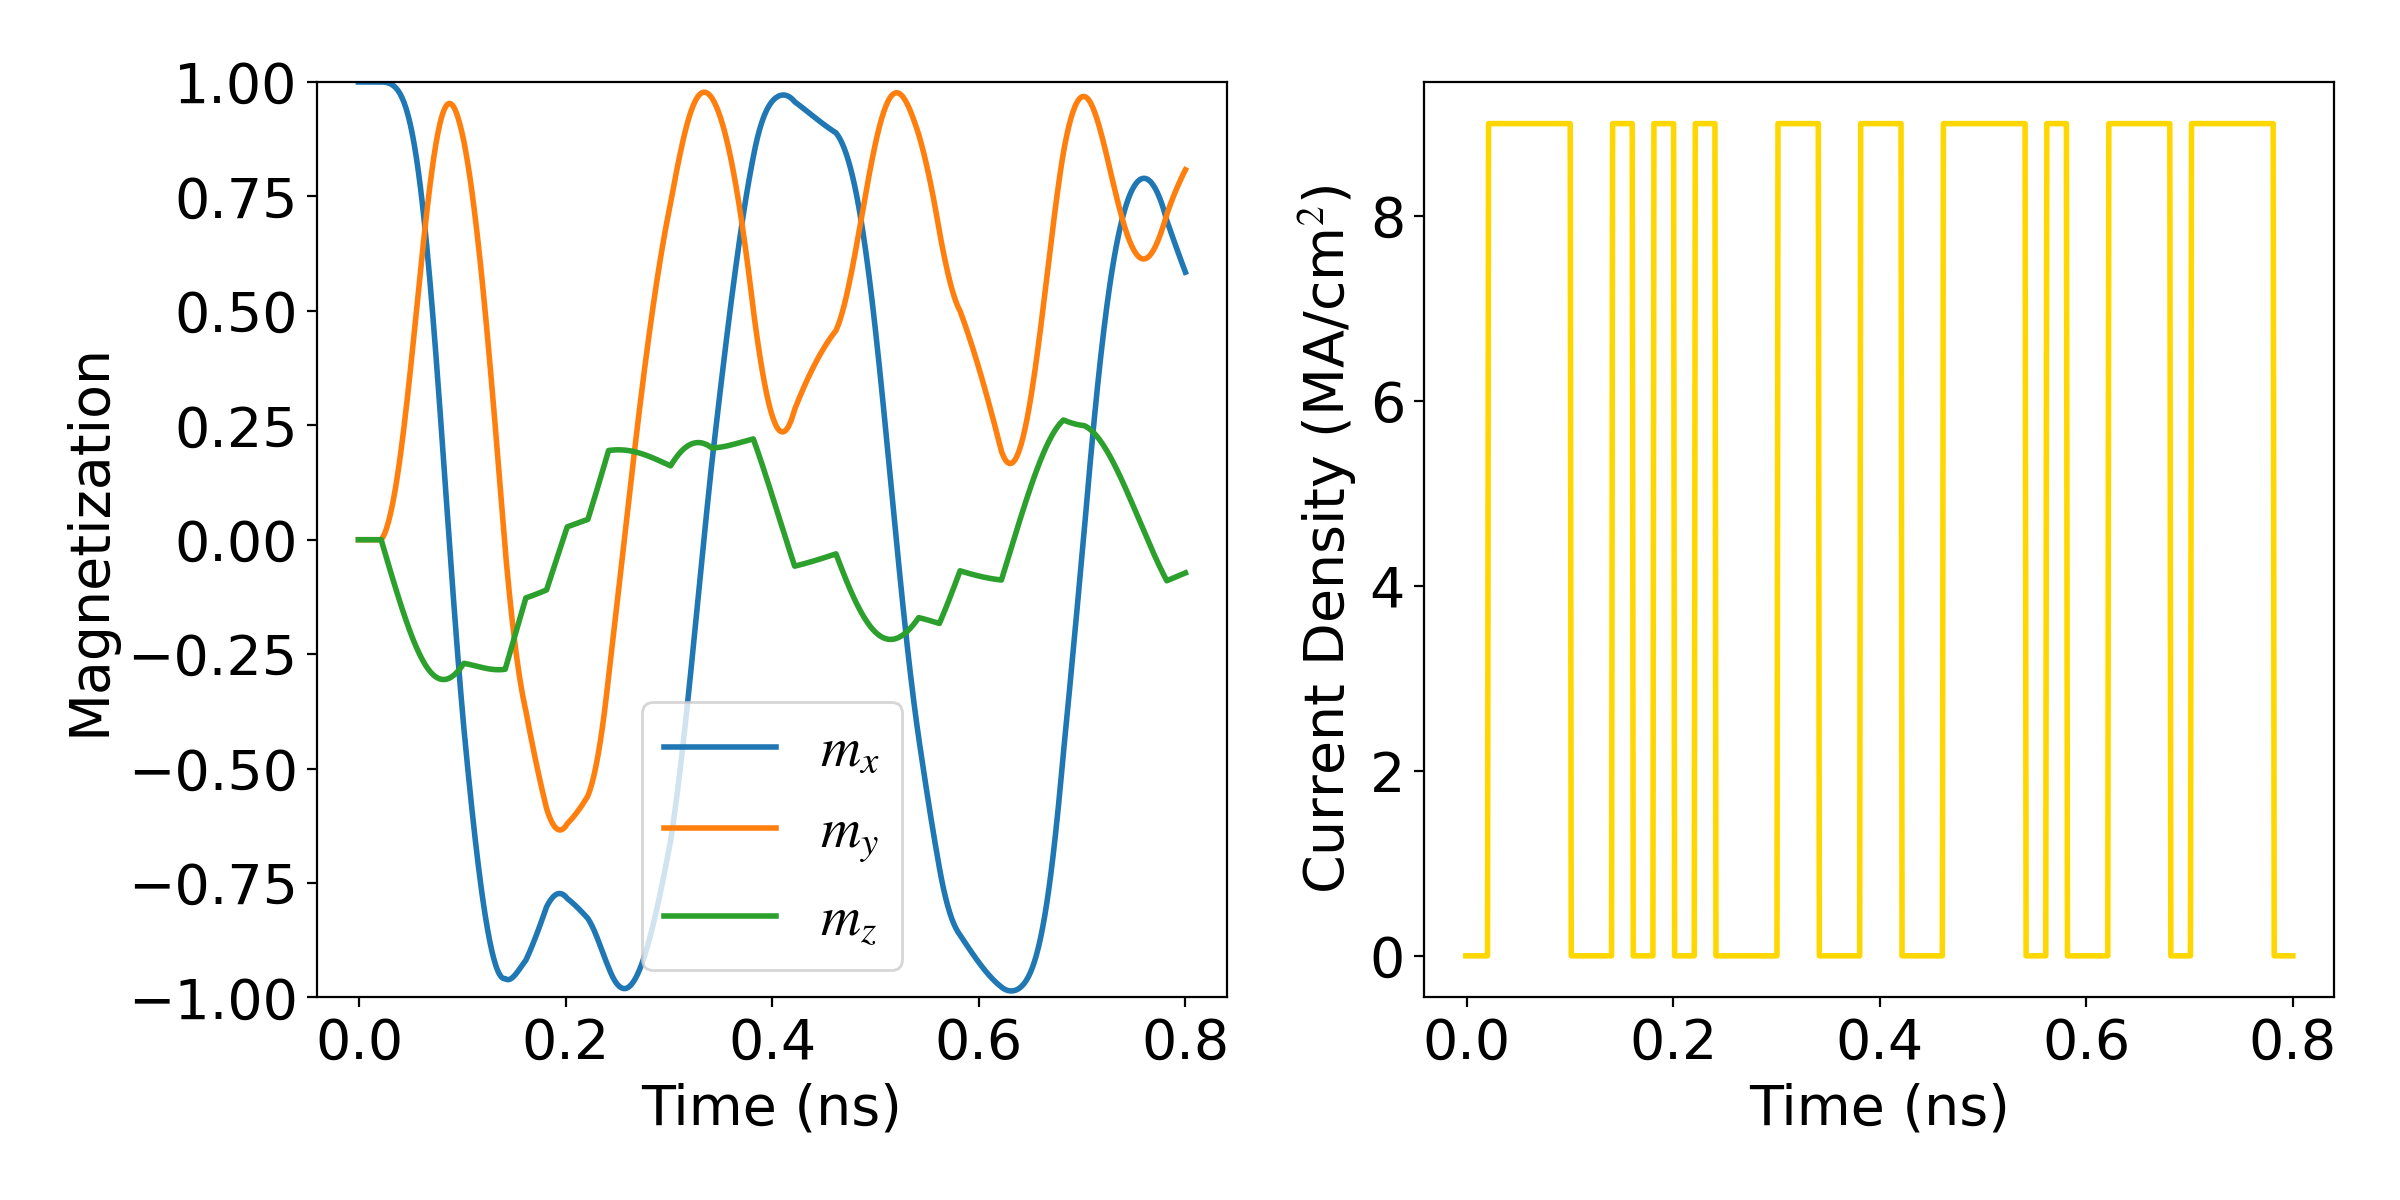 Magnetization
1.00
0.75
0.50
0.25
0.00
−0.25
−0.50
−0.75
−1.00
0.0 0.2 0.4 0.6 0.8
Time (ns)
m_x
m_y
m_z
Current Density (MA/cm²)
8
6
4
2
0
0.0 0.2 0.4 0.6 0.8
Time (ns)